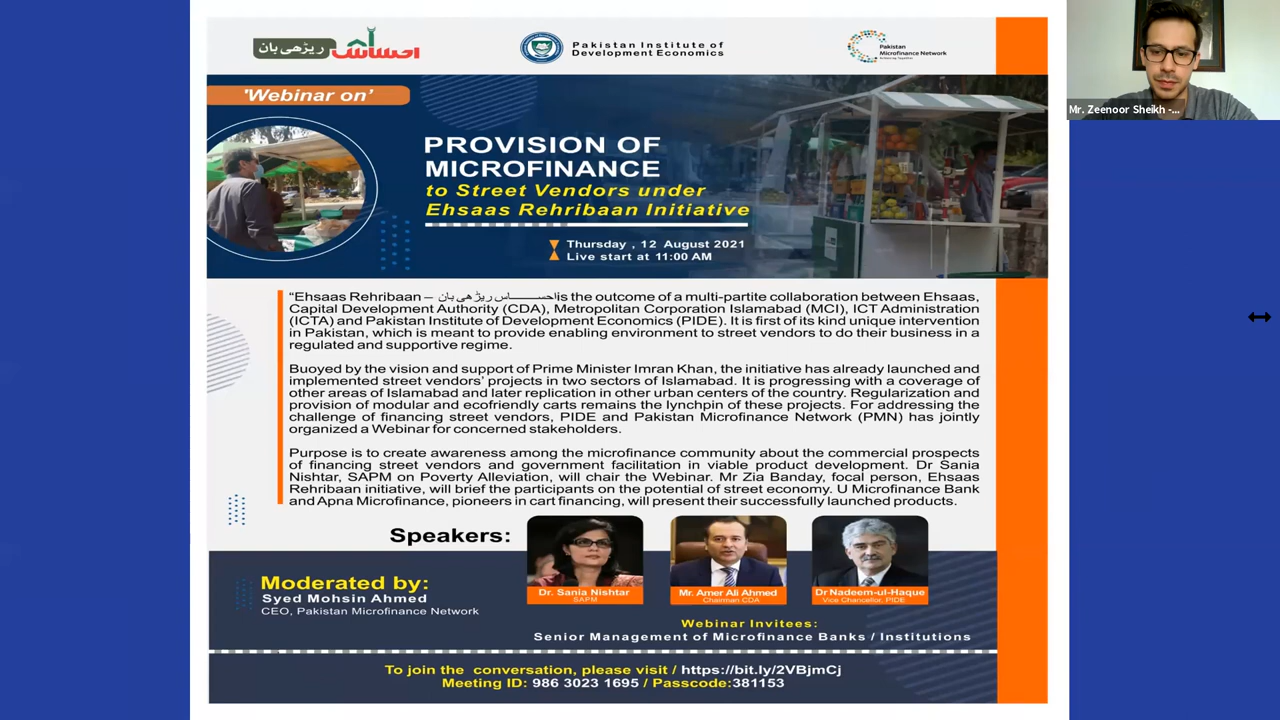 احساس ریڑھی بان
Pakistan Institute of
Development Economics
Pakistan
Microfinance Network
Mr. Zeenoor Sheikh -...
'Webinar on'
PROVISION OF
MICROFINANCE
to Street Vendors under
Ehsaas Rehribaan Initiative
Thursday , 12 August 2021
Live start at 11:00 AM
“Ehsaas Rehribaan – احســـــاس ریڑھی بان is the outcome of a multi-partite collaboration between Ehsaas,
Capital Development Authority (CDA), Metropolitan Corporation Islamabad (MCI), ICT Administration
(ICTA) and Pakistan Institute of Development Economics (PIDE). It is first of its kind unique intervention
in Pakistan, which is meant to provide enabling environment to street vendors to do their business in a
regulated and supportive regime.
Buoyed by the vision and support of Prime Minister Imran Khan, the initiative has already launched and
implemented street vendors’ projects in two sectors of Islamabad. It is progressing with a coverage of
other areas of Islamabad and later replication in other urban centers of the country. Regularization and
provision of modular and ecofriendly carts remains the lynchpin of these projects. For addressing the
challenge of financing street vendors, PIDE and Pakistan Microfinance Network (PMN) has jointly
organized a Webinar for concerned stakeholders.
Purpose is to create awareness among the microfinance community about the commercial prospects
of financing street vendors and government facilitation in viable product development. Dr Sania
Nishtar, SAPM on Poverty Alleviation, will chair the Webinar. Mr Zia Banday, focal person, Ehsaas
Rehribaan initiative, will brief the participants on the potential of street economy. U Microfinance Bank
and Apna Microfinance, pioneers in cart financing, will present their successfully launched products.
Speakers:
Dr. Sania Nishtar
SAPM
Mr. Amer Ali Ahmed
Chairman CDA
Dr Nadeem-ul-Haque
Vice Chancellor, PIDE
Moderated by:
Syed Mohsin Ahmed
CEO, Pakistan Microfinance Network
Webinar Invitees:
Senior Management of Microfinance Banks / Institutions
To join the conversation, please visit / https://bit.ly/2VBjmCj
Meeting ID: 986 3023 1695 / Passcode:381153